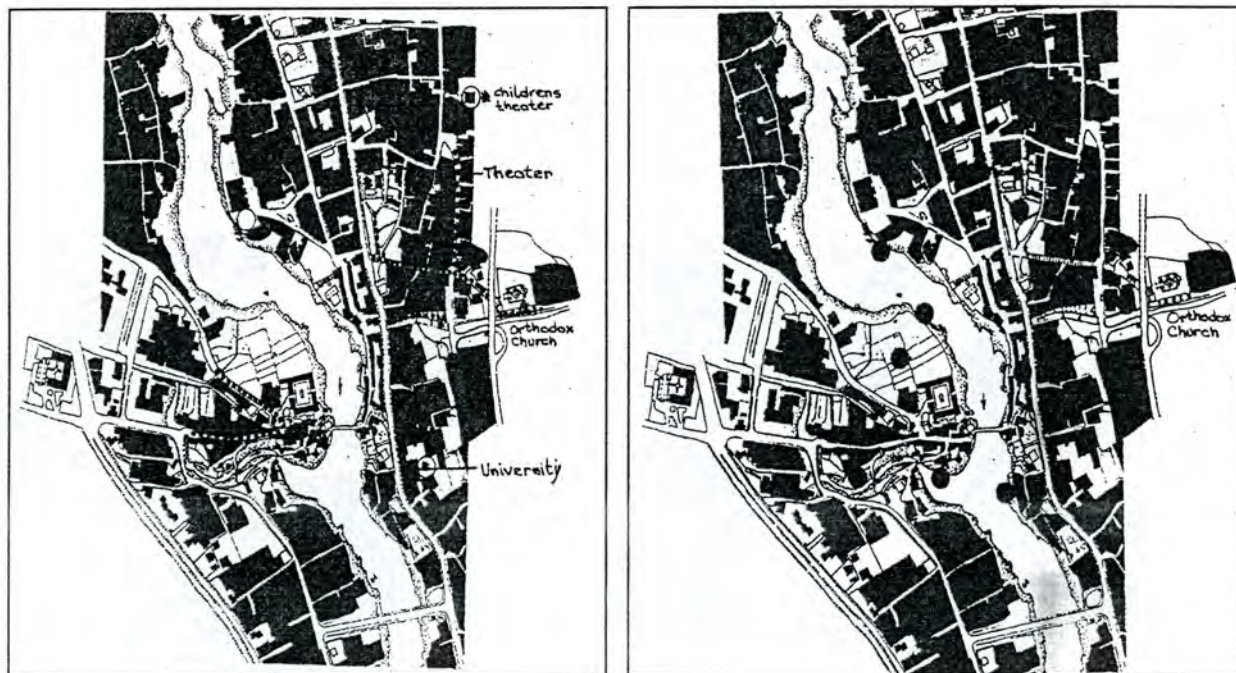 childrens
theater
Theater
Orthodox
Church
University
Orthodox
Church